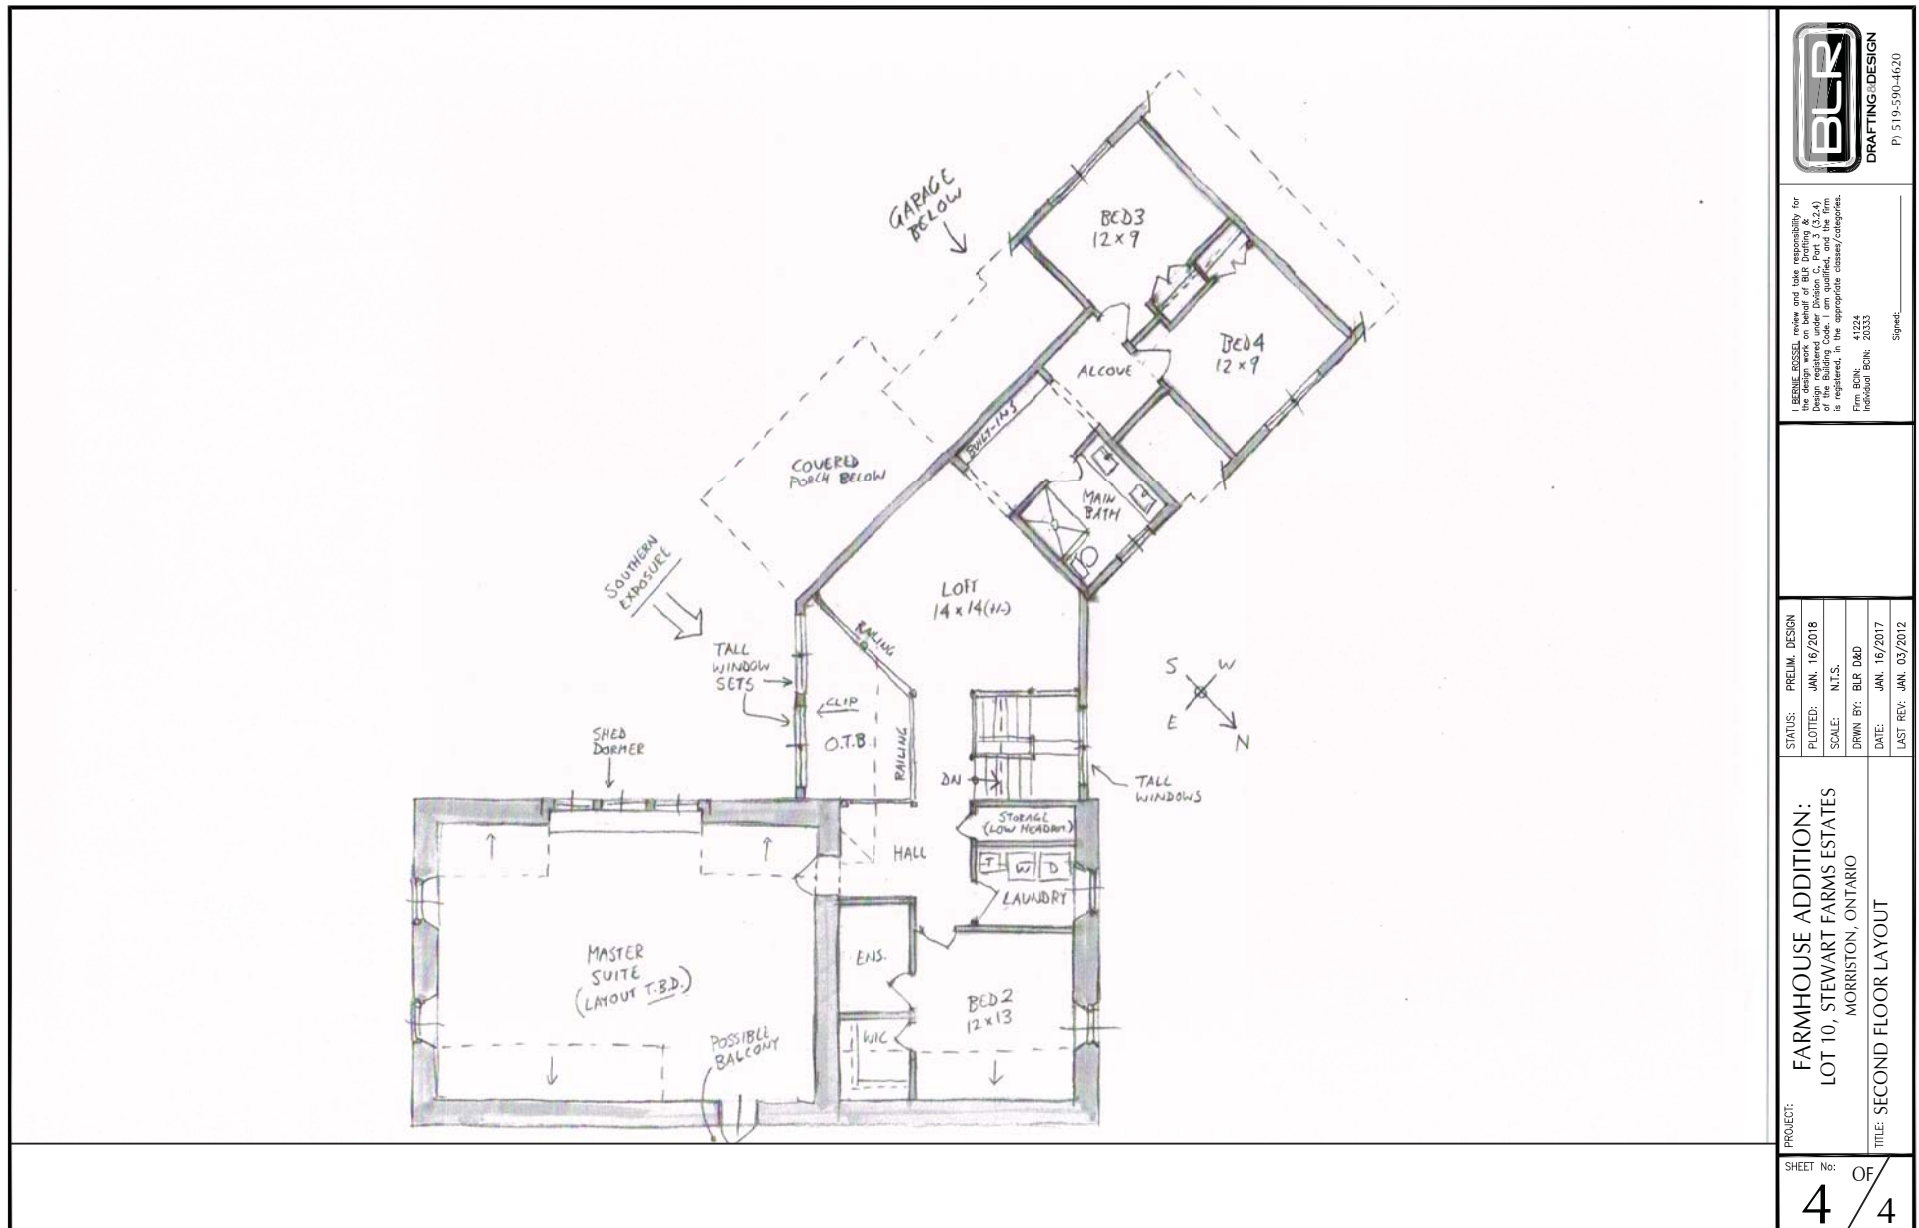 GARAGE
BELOW
BED3
12 x 9
BED4
12 x 9
ALCOVE
BUILT-INS
COVERED
PORCH BELOW
MAIN
BATH
SOUTHERN
EXPOSURE
LOFT
14 x 14 (+/-)
RAILING
TALL
WINDOW
SETS
CLIP
O.T.B.
RAILING
S W
E N
SHED
DORMER
DN
TALL
WINDOWS
STORAGE
(LOW HEADRM.)
HALL
T W D
LAUNDRY
MASTER
SUITE
(LAYOUT T.B.D.)
ENS.
BED2
12 x 13
WIC
POSSIBLE
BALCONY
BLR
DRAFTING&DESIGN
P) 519-590-4620
I BERNIE ROSSEL review and take responsibility for
the design work on behalf of BLR Drafting &
Design registered under Division C, Part 3 (3.2.4)
of the Building Code. I am qualified, and the firm
is registered, in the appropriate classes/categories.
Firm BCIN: 41224
Individual BCIN: 20333
Signed:
STATUS: PRELIM. DESIGN
PLOTTED: JAN. 16/2018
SCALE: N.T.S.
DRWN BY: BLR D&D
DATE: JAN. 16/2017
LAST REV: JAN. 03/2012
PROJECT:
FARMHOUSE ADDITION:
LOT 10, STEWART FARMS ESTATES
MORRISTON, ONTARIO
TITLE: SECOND FLOOR LAYOUT
SHEET No:
4 OF 4